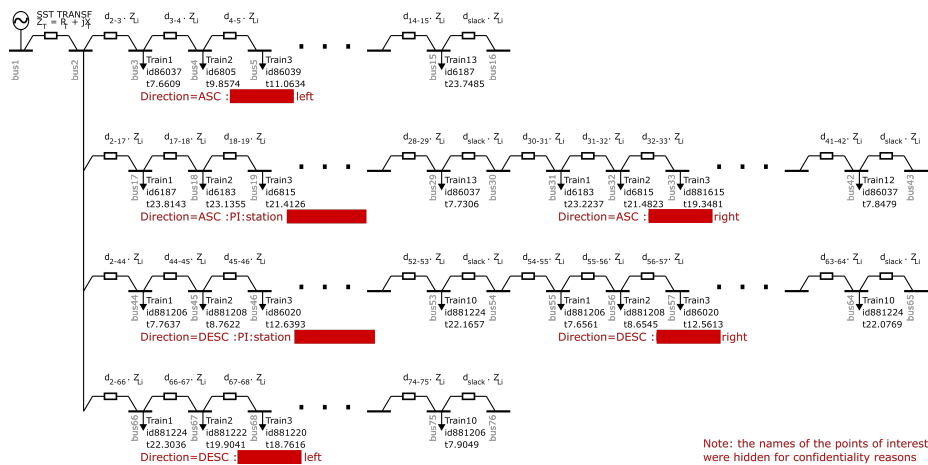 SST TRANSF
Z_T = R_T + jX_T
d_2-3. Z_Li d_3-4. Z_Li d_4-5. Z_Li d_14-15. Z_Li d_slack. Z_Li
bus1 bus2 bus3 bus4 bus5 bus15 bus16
Train1 Train2 Train3 Train13
id86037 id6805 id86039 id6187
t7.6609 t9.8574 t11.0634 t23.7485
Direction=ASC : left
d_2-17. Z_Li d_17-18. Z_Li d_18-19. Z_Li d_28-29. Z_Li d_slack. Z_Li d_30-31. Z_Li d_31-32. Z_Li d_32-33. Z_Li d_41-42. Z_Li d_slack. Z_Li
bus17 bus18 bus19 bus29 bus30 bus31 bus32 bus33 bus42 bus43
Train1 Train2 Train3 Train13 Train1 Train2 Train3 Train12
id6187 id6183 id6815 id86037 id6183 id6815 id881615 id86037
t23.8143 t23.1355 t21.4126 t7.7306 t23.2237 t21.4823 t19.3481 t7.8479
Direction=ASC :PI:station Direction=ASC : right
d_2-44. Z_Li d_44-45. Z_Li d_45-46. Z_Li d_52-53. Z_Li d_slack. Z_Li d_54-55. Z_Li d_55-56. Z_Li d_56-57. Z_Li d_63-64. Z_Li d_slack. Z_Li
bus44 bus45 bus46 bus53 bus54 bus55 bus56 bus57 bus64 bus65
Train1 Train2 Train3 Train10 Train1 Train2 Train3 Train10
id881206 id881208 id86020 id881224 id881206 id881208 id86020 id881224
t7.7637 t8.7622 t12.6393 t22.1657 t7.6561 t8.6545 t12.5613 t22.0769
Direction=DESC :PI:station Direction=DESC : right
d_2-66. Z_Li d_66-67. Z_Li d_67-68. Z_Li d_74-75. Z_Li d_slack. Z_Li
bus66 bus67 bus68 bus75 bus76
Train1 Train2 Train3 Train10
id881224 id881222 id881220 id881206
t22.3036 t19.9041 t18.7616 t7.9049
Direction=DESC : left
Note: the names of the points of interest
were hidden for confidentiality reasons